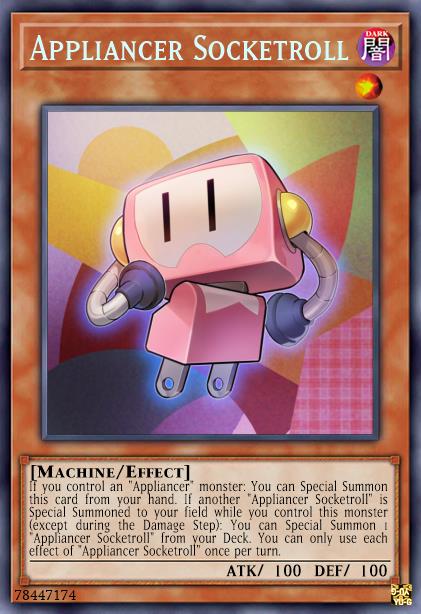 APPLIANCER SOCKETROLL
DARK
闇
[MACHINE/EFFECT]
If you control an "Appliancer" monster: You can Special Summon
this card from your hand. If another "Appliancer Socketroll" is
Special Summoned to your field while you control this monster
(except during the Damage Step): You can Special Summon 1
"Appliancer Socketroll" from your Deck. You can only use each
effect of "Appliancer Socketroll" once per turn.
ATK/ 100 DEF/ 100
78447174